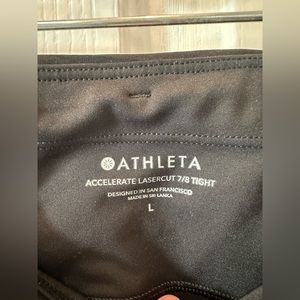 ATHLETA
ACCELERATE LASERCUT 7/8 TIGHT
DESIGNED IN SAN FRANCISCO
MADE IN SRI LANKA
L